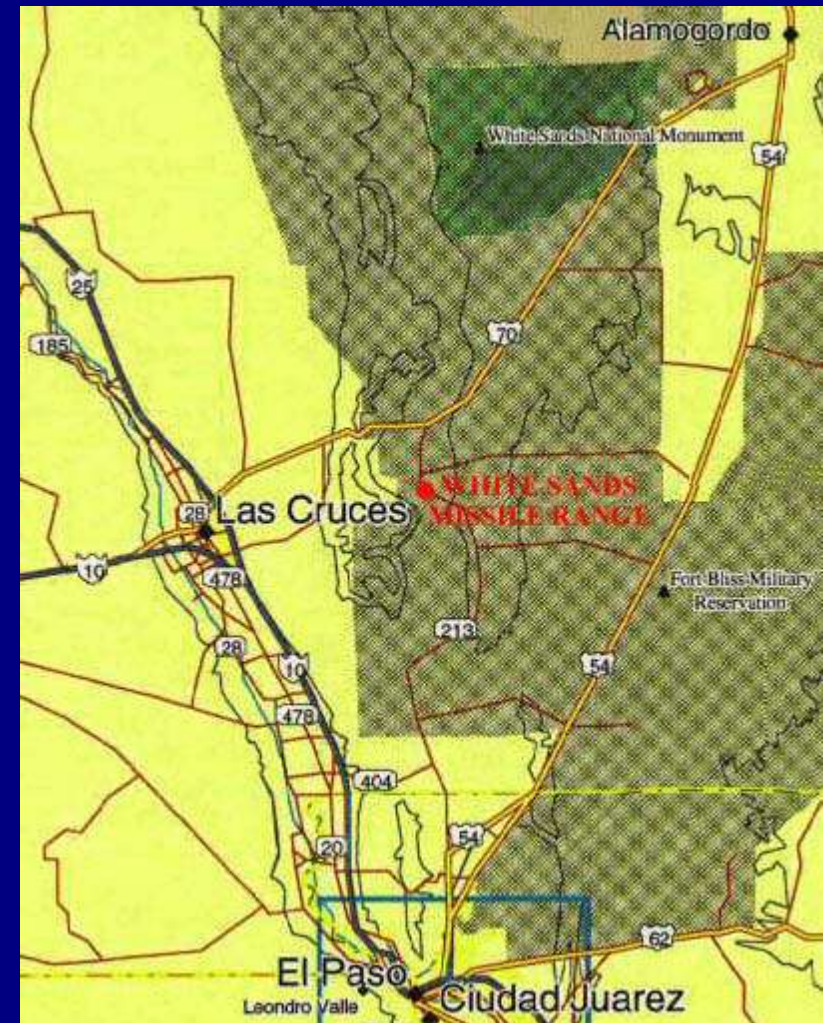 Alamogordo
White Sands National Monument
54
25
185
70
WHITE SANDS
MISSILE RANGE
28
Las Cruces
10
478
Fort Bliss Military
Reservation
213
28
54
10
478
404
54
20
62
El Paso
Leondro Valle
Ciudad Juarez